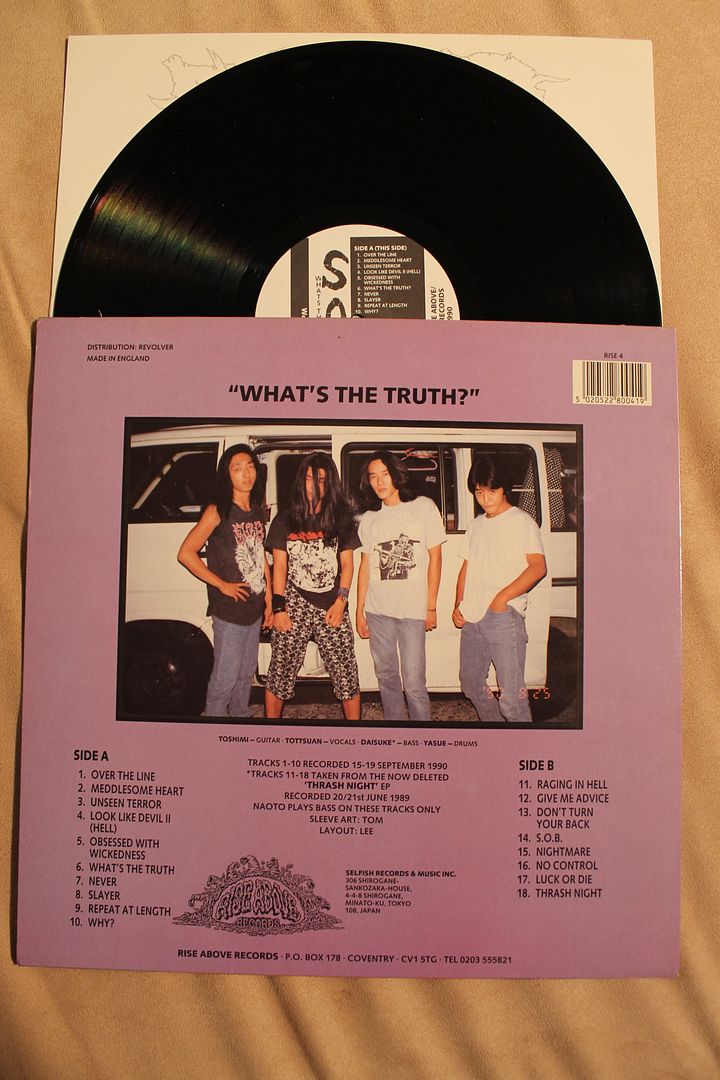 SIDE A (THIS SIDE)
1. OVER THE LINE
2. MEDDLESOME HEART
3. UNSEEN TERROR
4. LOOK LIKE DEVIL II (HELL)
5. OBSESSED WITH
WICKEDNESS
6. WHAT'S THE TRUTH?
7. NEVER
8. SLAYER
9. REPEAT AT LENGTH
10. WHY?
DISTRIBUTION: REVOLVER
MADE IN ENGLAND
RISE 4
5 020522 800419
"WHAT'S THE TRUTH?"
TOSHIMI – GUITAR · TOTTSUAN – VOCALS · DAISUKE* – BASS · YASUE – DRUMS
SIDE A
1. OVER THE LINE
2. MEDDLESOME HEART
3. UNSEEN TERROR
4. LOOK LIKE DEVIL II
(HELL)
5. OBSESSED WITH
WICKEDNESS
6. WHAT'S THE TRUTH
7. NEVER
8. SLAYER
9. REPEAT AT LENGTH
10. WHY?
TRACKS 1-10 RECORDED 15-19 SEPTEMBER 1990
*TRACKS 11-18 TAKEN FROM THE NOW DELETED
'THRASH NIGHT' EP
RECORDED 20/21st JUNE 1989
NAOTO PLAYS BASS ON THESE TRACKS ONLY
SLEEVE ART: TOM
LAYOUT: LEE
SIDE B
11. RAGING IN HELL
12. GIVE ME ADVICE
13. DON'T TURN
YOUR BACK
14. S.O.B.
15. NIGHTMARE
16. NO CONTROL
17. LUCK OR DIE
18. THRASH NIGHT
RISE ABOVE
RECORDS
SELFISH RECORDS & MUSIC INC.
306 SHIROGANE-
SANKOZAKA-HOUSE,
4-4-8 SHIROGANE,
MINATO-KU, TOKYO
108, JAPAN
RISE ABOVE RECORDS · P.O. BOX 178 · COVENTRY · CV1 5TG · TEL 0203 555821